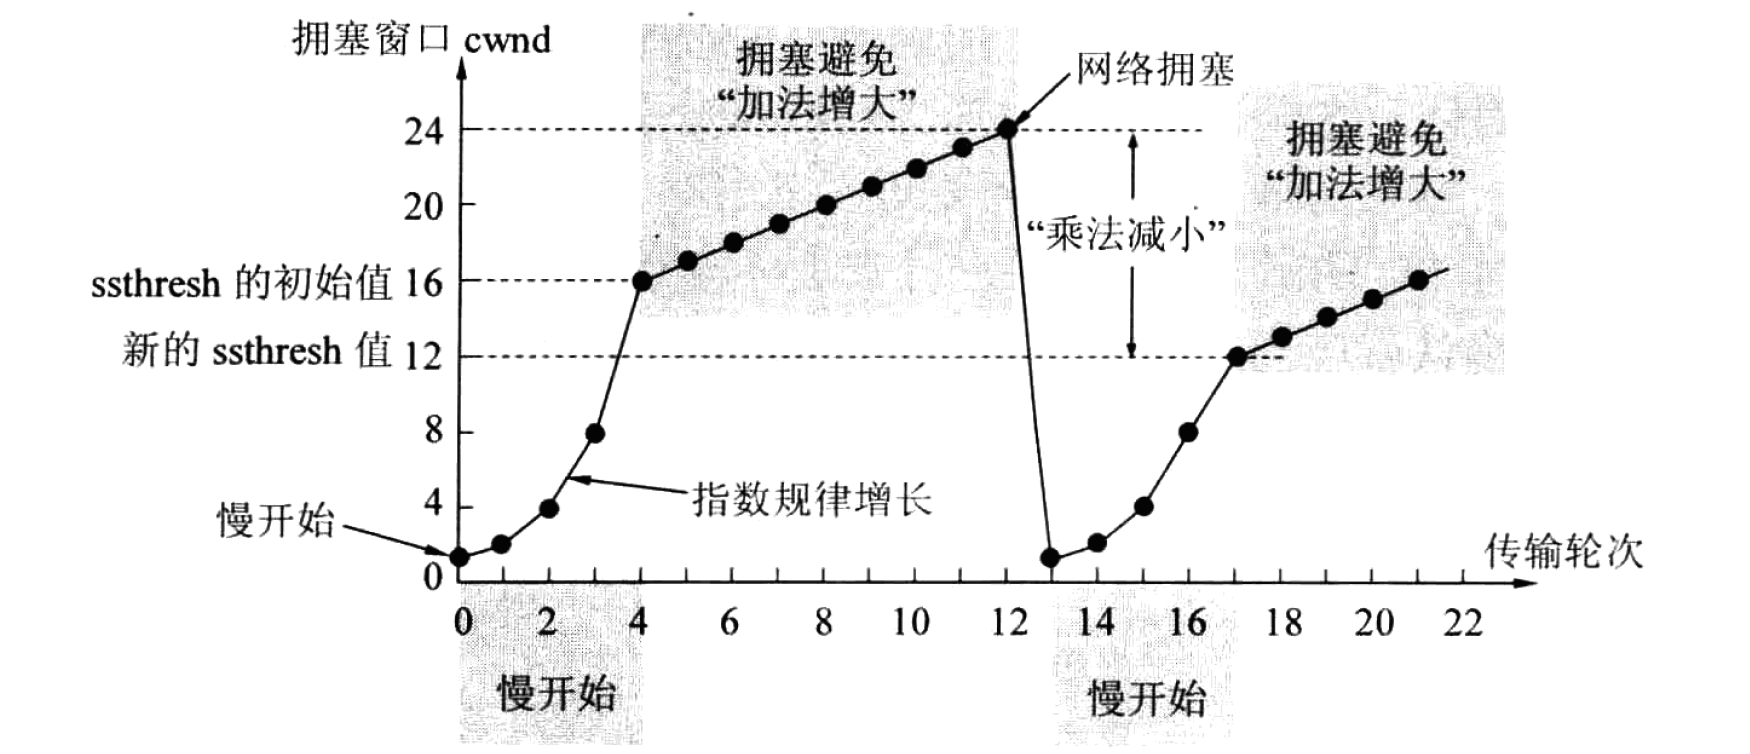 拥塞窗口 cwnd
拥塞避免
“加法增大”
网络拥塞
24
拥塞避免
“加法增大”
20
“乘法减小”
ssthresh 的初始值 16
新的 ssthresh 值 12
8
4
指数规律增长
慢开始
传输轮次
0
0 2 4 6 8 10 12 14 16 18 20 22
慢开始
慢开始